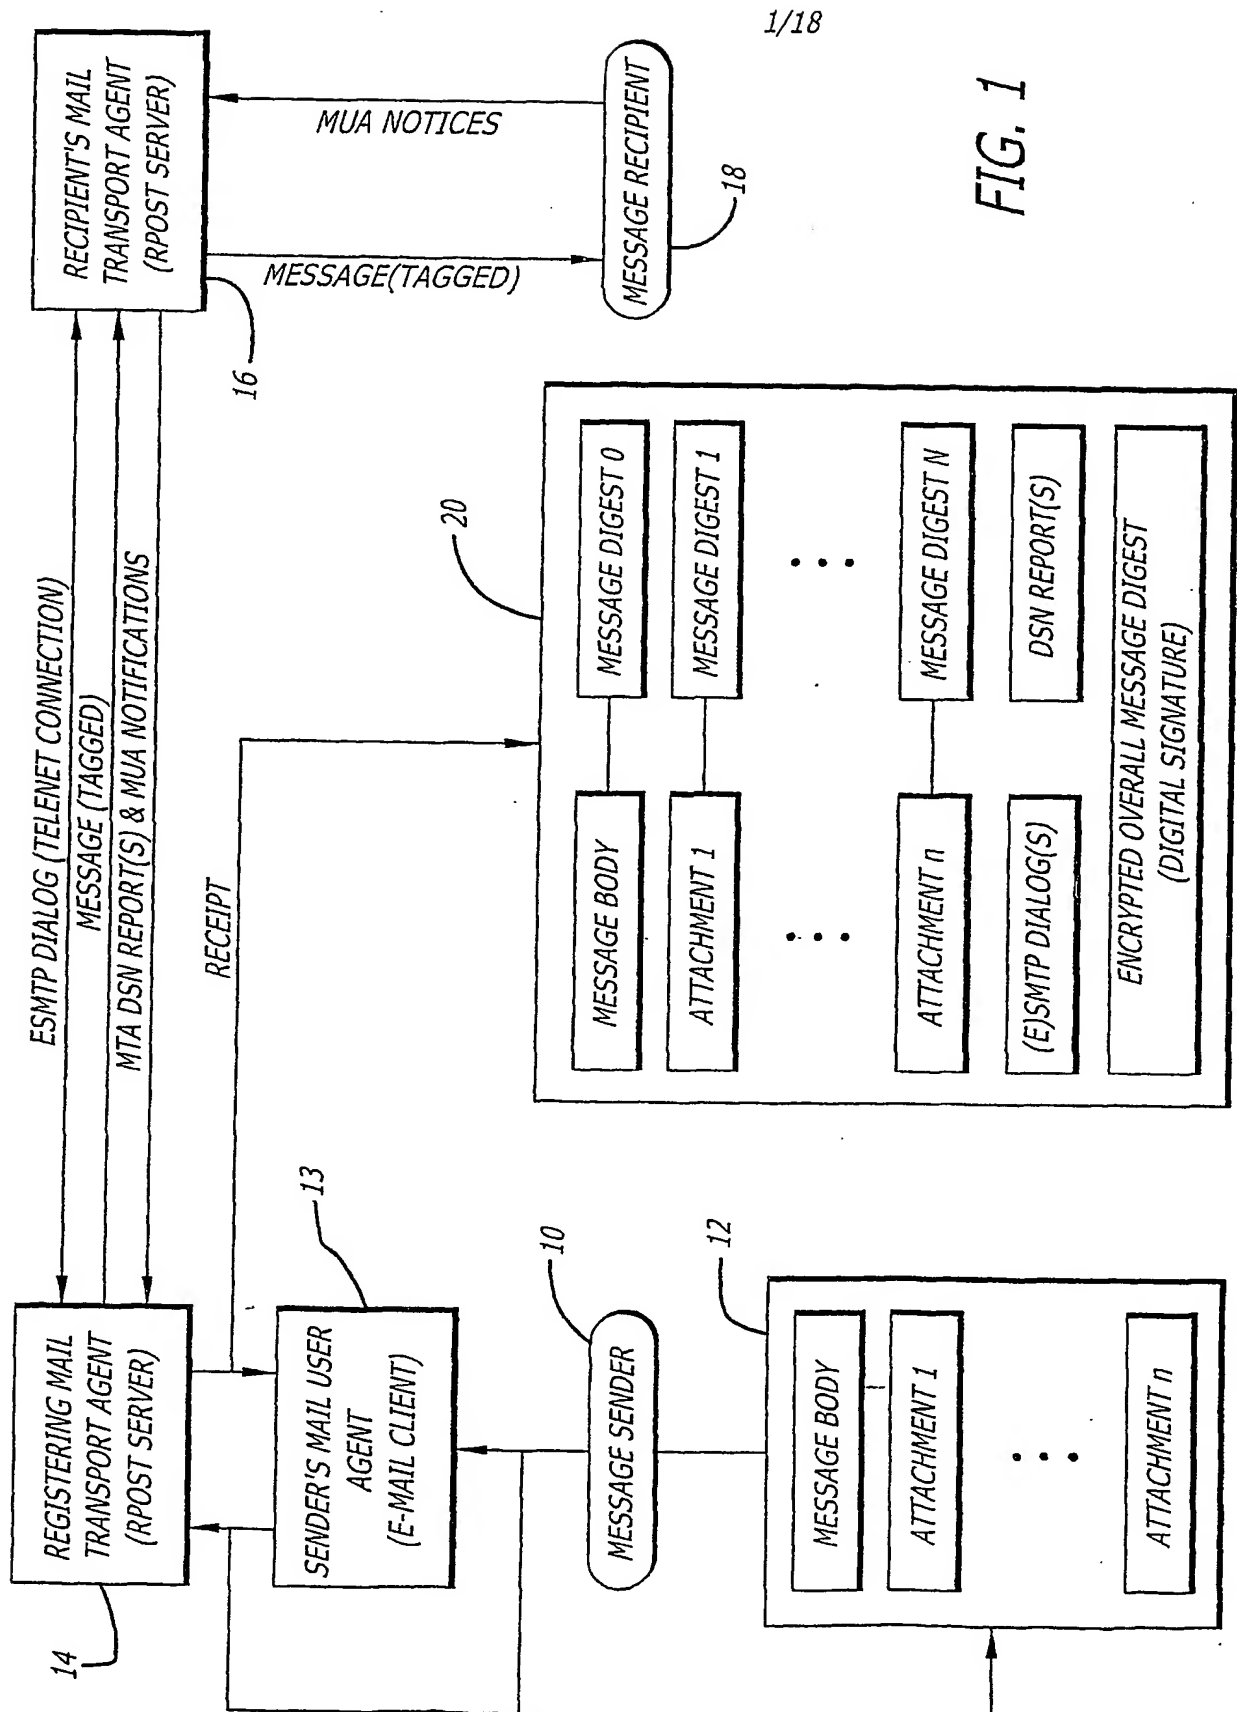 1/18
REGISTERING MAIL
TRANSPORT AGENT
(RPOST SERVER)
14
ESMTP DIALOG (TELENET CONNECTION)
MESSAGE (TAGGED)
MTA DSN REPORT(S) & MUA NOTIFICATIONS
RECIPIENT'S MAIL
TRANSPORT AGENT
(RPOST SERVER)
16
RECEIPT
SENDER'S MAIL USER
AGENT
(E-MAIL CLIENT)
13
MESSAGE(TAGGED)
MUA NOTICES
MESSAGE SENDER
10
MESSAGE RECIPIENT
18
12
MESSAGE BODY
ATTACHMENT 1
ATTACHMENT n
20
MESSAGE BODY
MESSAGE DIGEST 0
ATTACHMENT 1
MESSAGE DIGEST 1
ATTACHMENT n
MESSAGE DIGEST N
(E)SMTP DIALOG(S)
DSN REPORT(S)
ENCRYPTED OVERALL MESSAGE DIGEST
(DIGITAL SIGNATURE)
FIG. 1